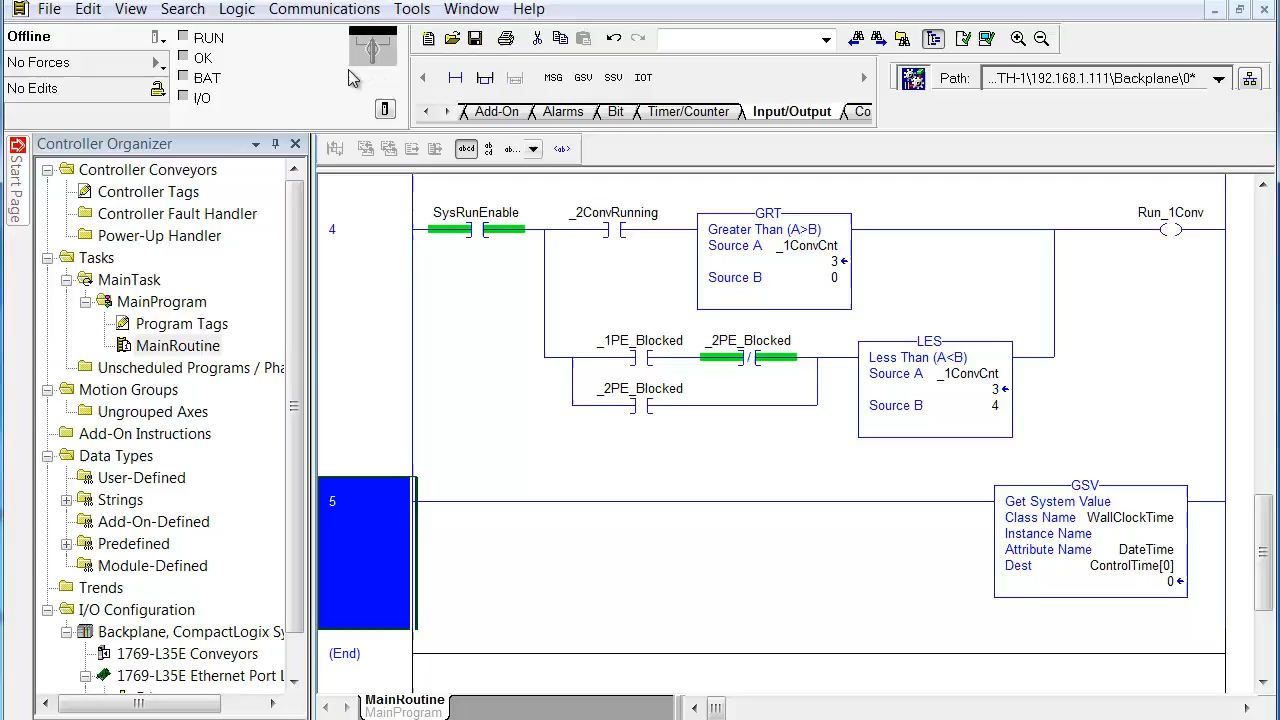 File Edit View Search Logic Communications Tools Window Help
Offline
No Forces
No Edits
RUN
OK
BAT
I/O
MSG GSV SSV IOT
Add-On Alarms Bit Timer/Counter Input/Output Co
Path: ...TH-1\192.168.1.111\Backplane\0*
Start Page
Controller Organizer
Controller Conveyors
Controller Tags
Controller Fault Handler
Power-Up Handler
Tasks
MainTask
MainProgram
Program Tags
MainRoutine
Unscheduled Programs / Pha
Motion Groups
Ungrouped Axes
Add-On Instructions
Data Types
User-Defined
Strings
Add-On-Defined
Predefined
Module-Defined
Trends
I/O Configuration
Backplane, CompactLogix Sy
1769-L35E Conveyors
1769-L35E Ethernet Port L
abcd ab cd ab... <ab>
4
SysRunEnable _2ConvRunning
GRT
Greater Than (A>B)
Source A _1ConvCnt
3
Source B 0
Run_1Conv
_1PE_Blocked _2PE_Blocked
/
LES
Less Than (A<B)
Source A _1ConvCnt
3
Source B 4
_2PE_Blocked
5
GSV
Get System Value
Class Name WallClockTime
Instance Name
Attribute Name DateTime
Dest ControlTime[0]
0
(End)
MainRoutine
MainProgram